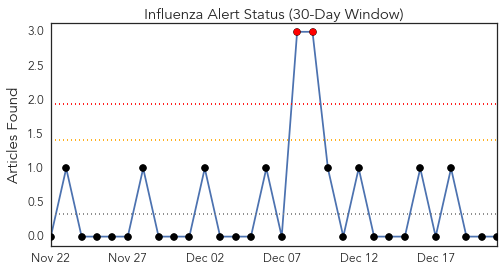 Influenza Alert Status (30-Day Window)
Articles Found
3.0
2.5
2.0
1.5
1.0
0.5
0.0
Nov 22 Nov 27 Dec 02 Dec 07 Dec 12 Dec 17